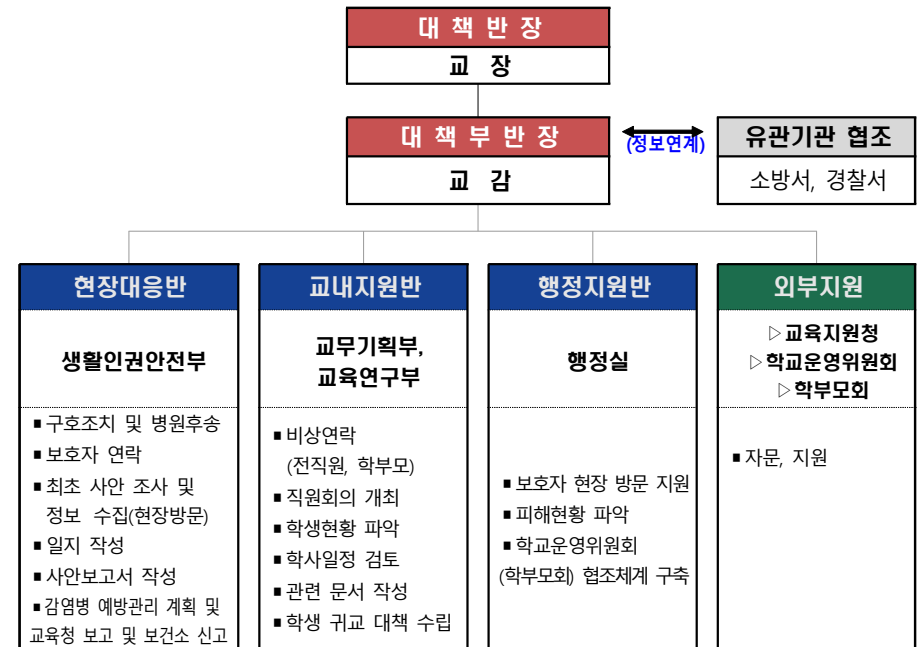 대 책 반 장
교 장
대 책 부 반 장
교 감
(정보연계)
유관기관 협조
소방서, 경찰서
현장대응반
생활인권안전부
■ 구호조치 및 병원후송
■ 보호자 연락
■ 최초 사안 조사 및
정보 수집(현장방문)
■ 일지 작성
■ 사안보고서 작성
■ 감염병 예방관리 계획 및
교육청 보고 및 보건소 신고
교내지원반
교무기획부,
교육연구부
■ 비상연락
(전직원, 학부모)
■ 직원회의 개최
■ 학생현황 파악
■ 학사일정 검토
■ 관련 문서 작성
■ 학생 귀교 대책 수립
행정지원반
행정실
■ 보호자 현장 방문 지원
■ 피해현황 파악
■ 학교운영위원회
(학부모회) 협조체계 구축
외부지원
▷교육지원청
▷학교운영위원회
▷학부모회
■ 자문, 지원